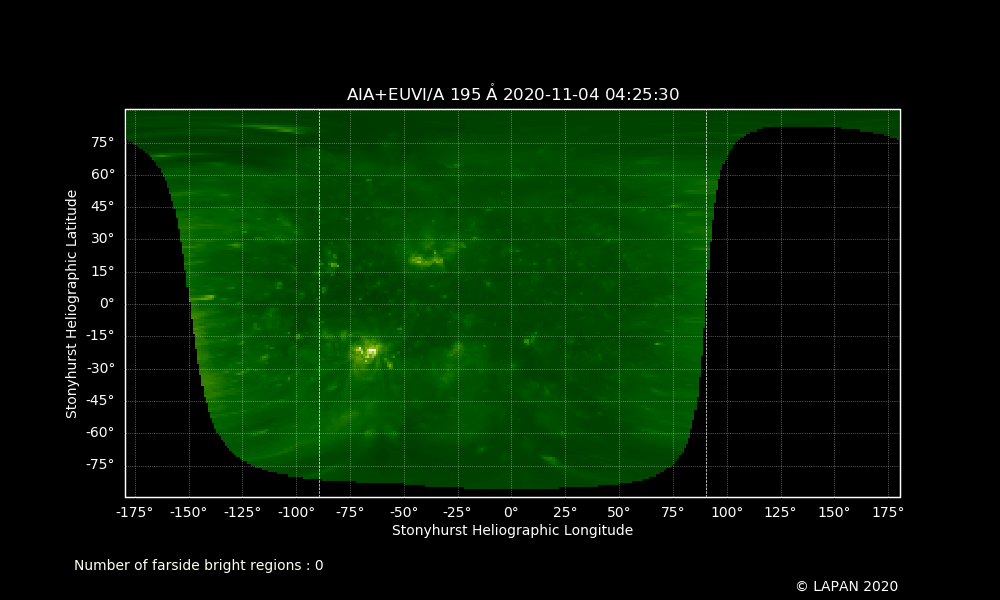 AIA+EUVI/A 195 Å 2020-11-04 04:25:30
Stonyhurst Heliographic Latitude
75°
60°
45°
30°
15°
0°
-15°
-30°
-45°
-60°
-75°
-175° -150° -125° -100° -75° -50° -25° 0° 25° 50° 75° 100° 125° 150° 175°
Stonyhurst Heliographic Longitude
Number of farside bright regions : 0
© LAPAN 2020